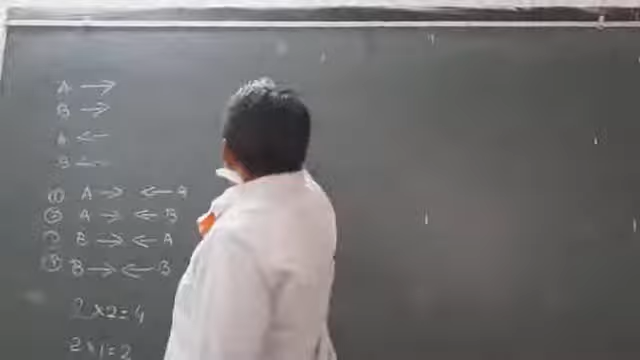 A →
B →
A ←
B ←
① A → ← A
② A → ← B
③ B → ← A
④ B → ← B
2 × 2 = 4
2 × 1 = 2